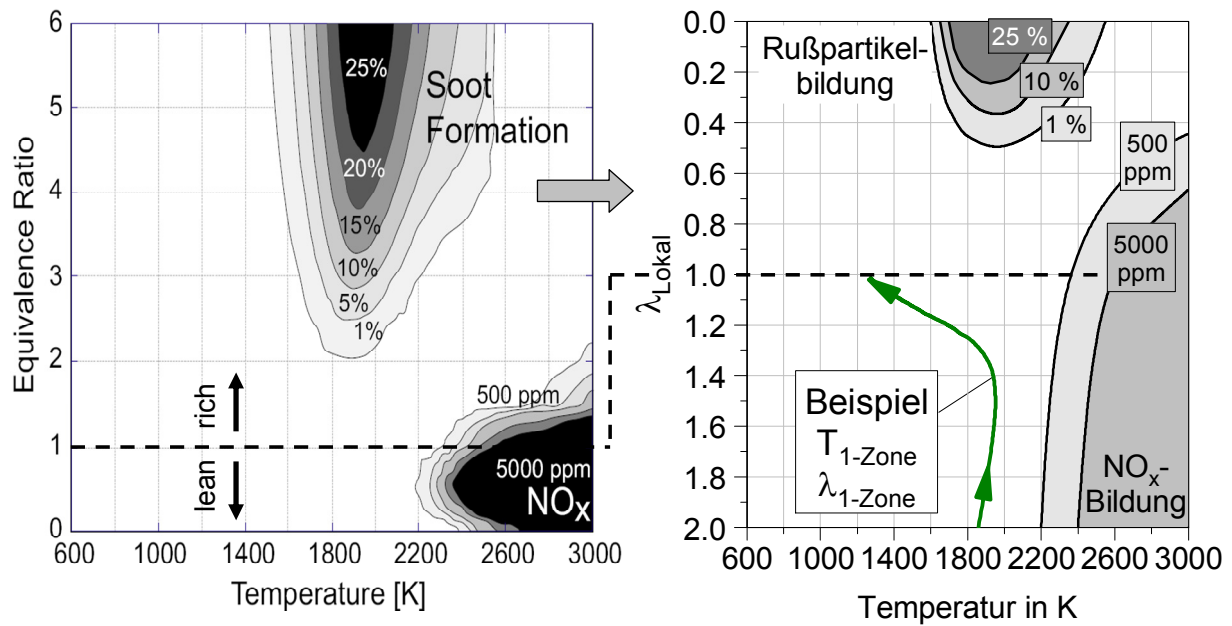 6
5
4
3
2
1
0
Equivalence Ratio
25%
20%
15%
10%
5%
1%
Soot
Formation
rich
lean
500 ppm
5000 ppm
NOx
600 1000 1400 1800 2200 2600 3000
Temperature [K]
0.0
0.2
0.4
0.6
0.8
1.0
1.2
1.4
1.6
1.8
2.0
λLokal
Rußpartikel-
bildung
25 %
10 %
1 %
500
ppm
5000
ppm
Beispiel
T1-Zone
λ1-Zone
NOx-
Bildung
600 1000 1400 1800 2200 2600 3000
Temperatur in K